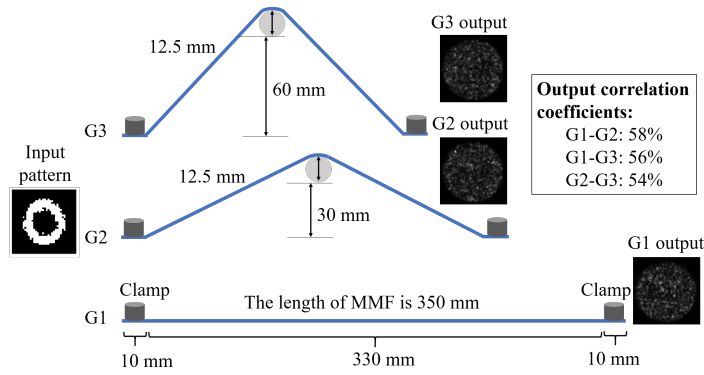 G3 output
12.5 mm
60 mm
G3
Output correlation
coefficients:
G1-G2: 58%
G1-G3: 56%
G2-G3: 54%
G2 output
Input
pattern
12.5 mm
30 mm
G2
G1 output
Clamp
The length of MMF is 350 mm
Clamp
G1
10 mm
330 mm
10 mm